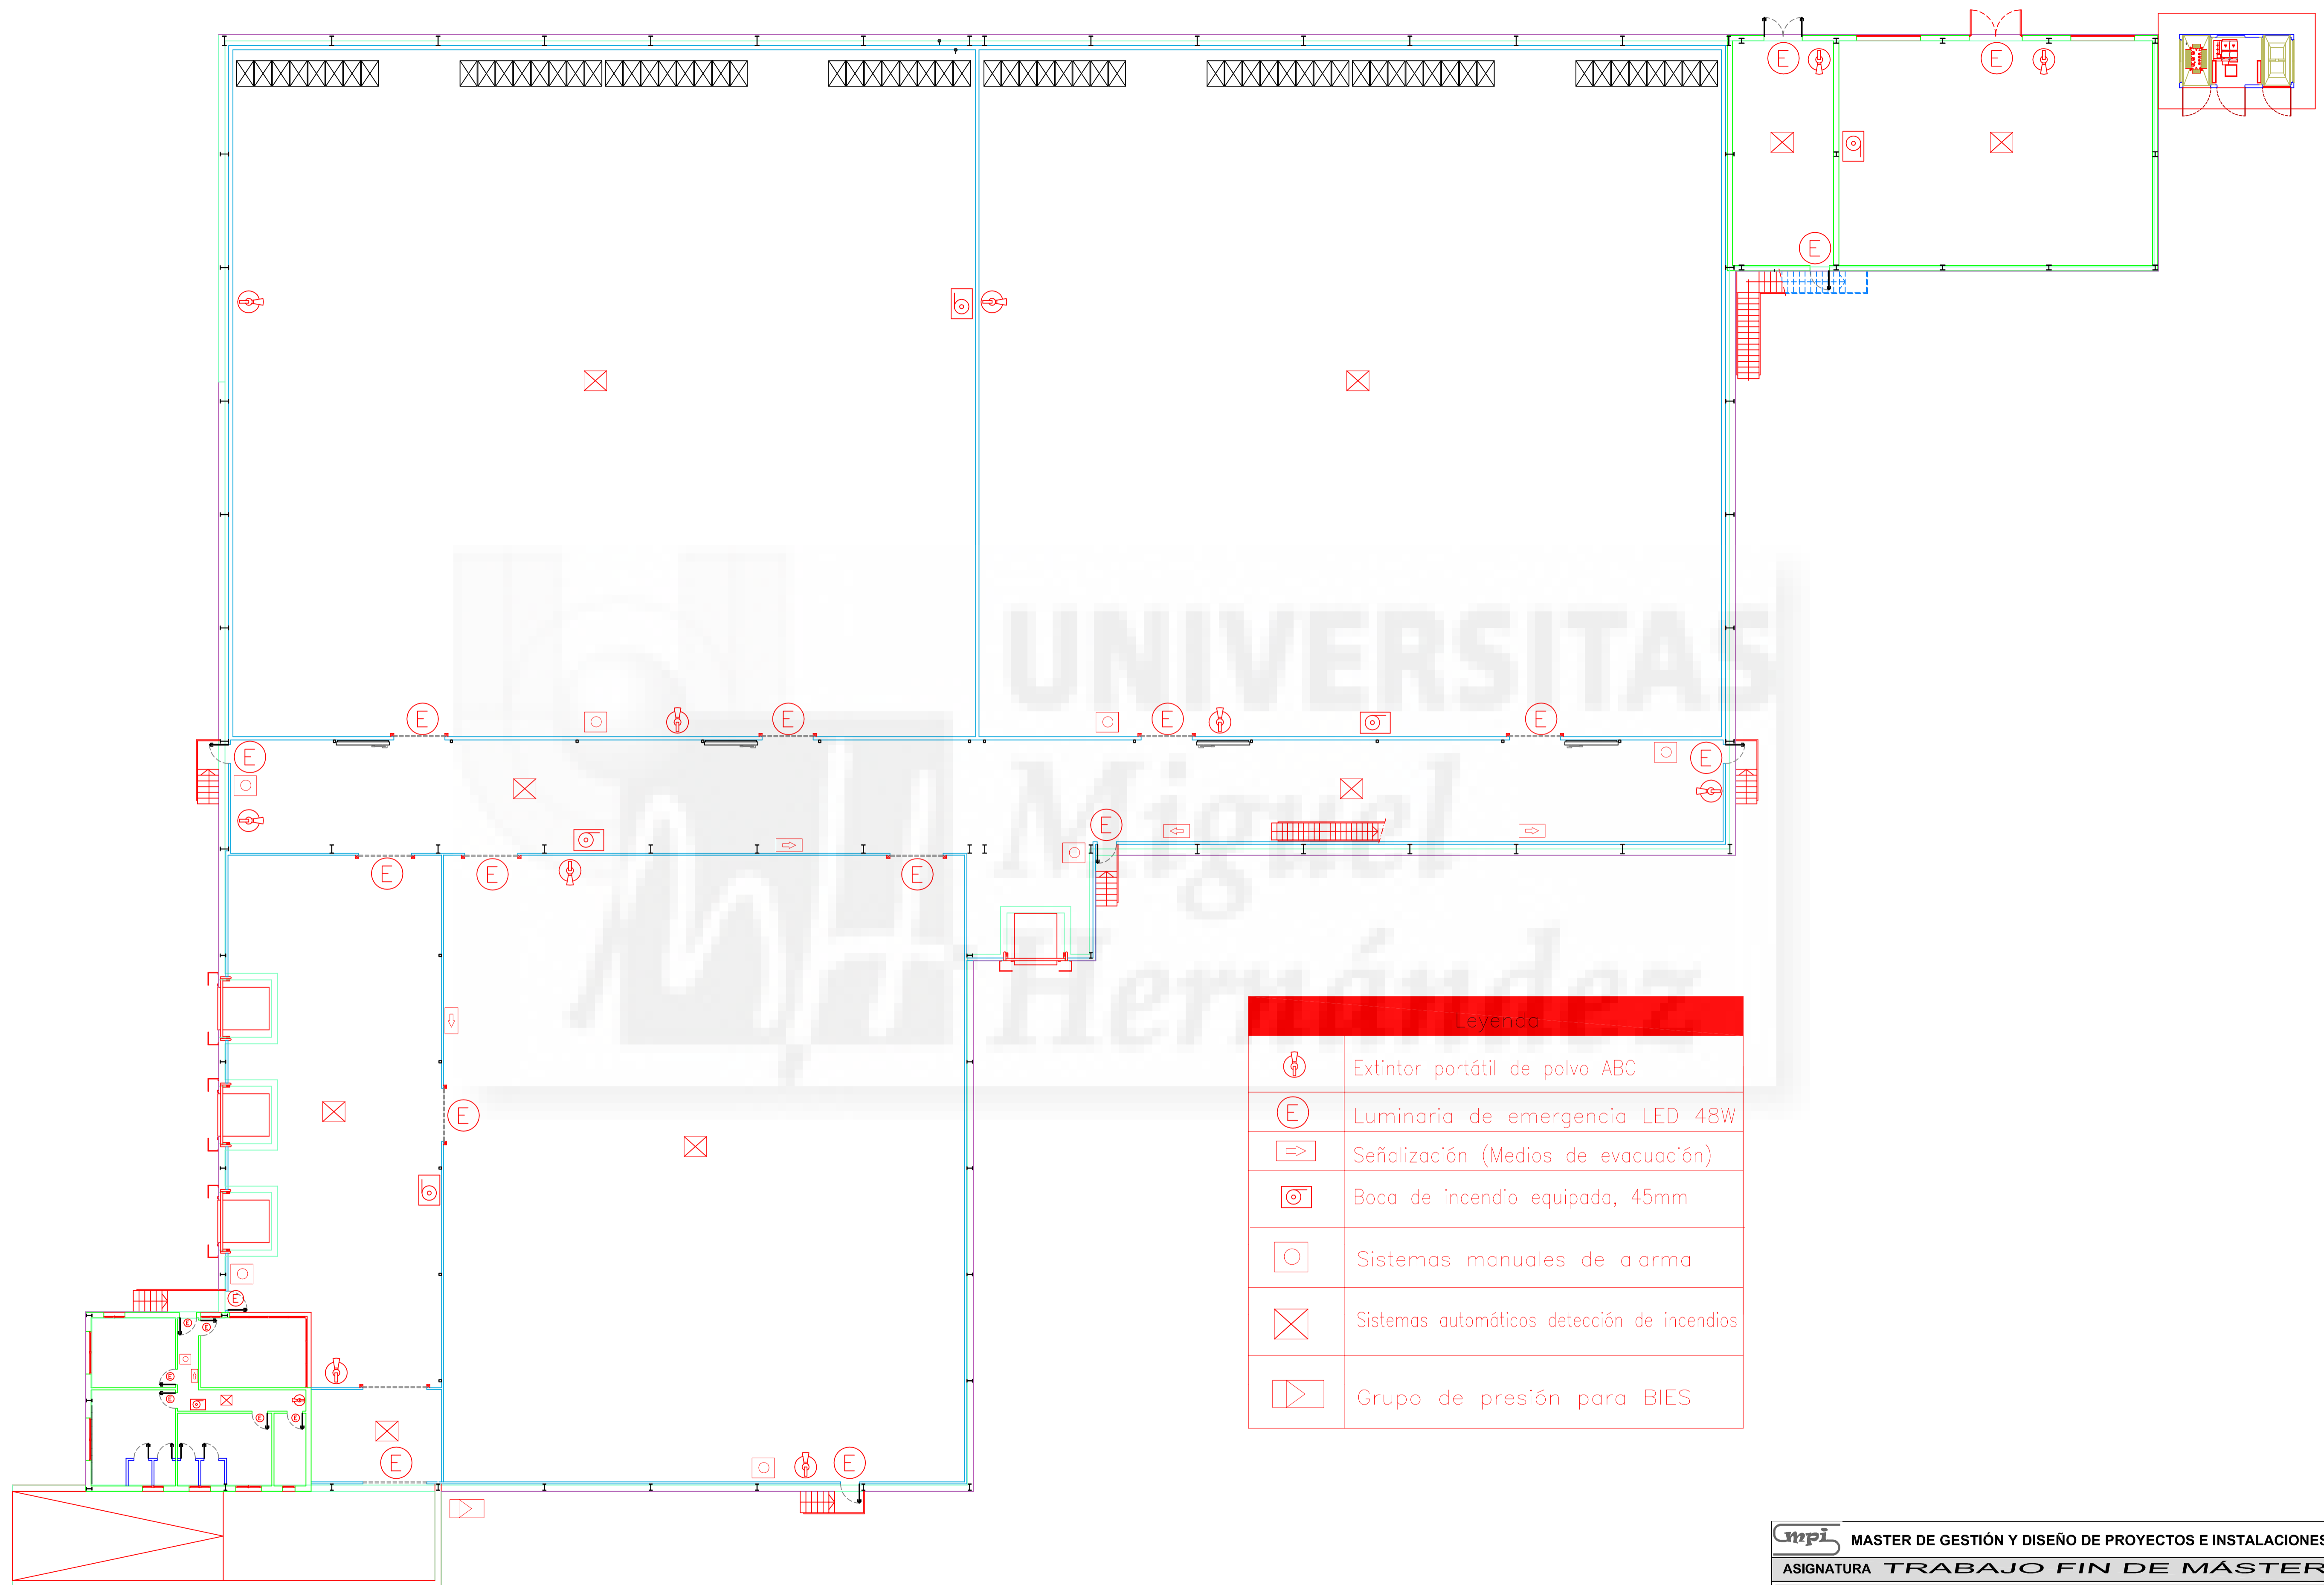 E E
E
UNIVERSITAS
E E E E
E E
Miguel
E
E E E
Hernández
Leyenda
Extintor portátil de polvo ABC
E
E Luminaria de emergencia LED 48W
Señalización (Medios de evacuación)
Boca de incendio equipada, 45mm
Sistemas manuales de alarma
E
E E
Sistemas automáticos detección de incendios
E
E
Grupo de presión para BIES
E E
E E
mpi MASTER DE GESTIÓN Y DISEÑO DE PROYECTOS E INSTALACIONES
ASIGNATURA TRABAJO FIN DE MÁSTER